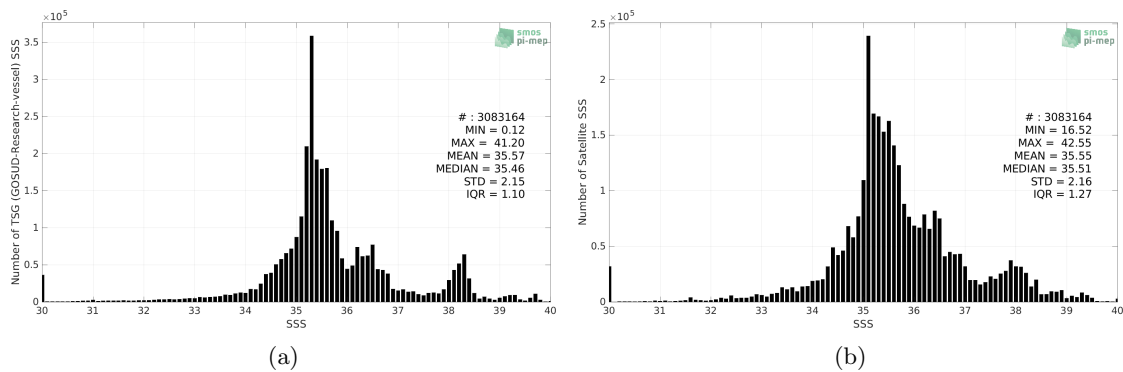 ×10⁵
3.5
3
2.5
2
1.5
1
0.5
0
Number of TSG (GOSUD-Research-vessel) SSS
smos
pi-mep
# : 3083164
MIN = 0.12
MAX = 41.20
MEAN = 35.57
MEDIAN = 35.46
STD = 2.15
IQR = 1.10
30 31 32 33 34 35 36 37 38 39 40
SSS
(a)
×10⁵
2.5
2
1.5
1
0.5
0
Number of Satellite SSS
smos
pi-mep
# : 3083164
MIN = 16.52
MAX = 42.55
MEAN = 35.55
MEDIAN = 35.51
STD = 2.16
IQR = 1.27
30 31 32 33 34 35 36 37 38 39 40
SSS
(b)